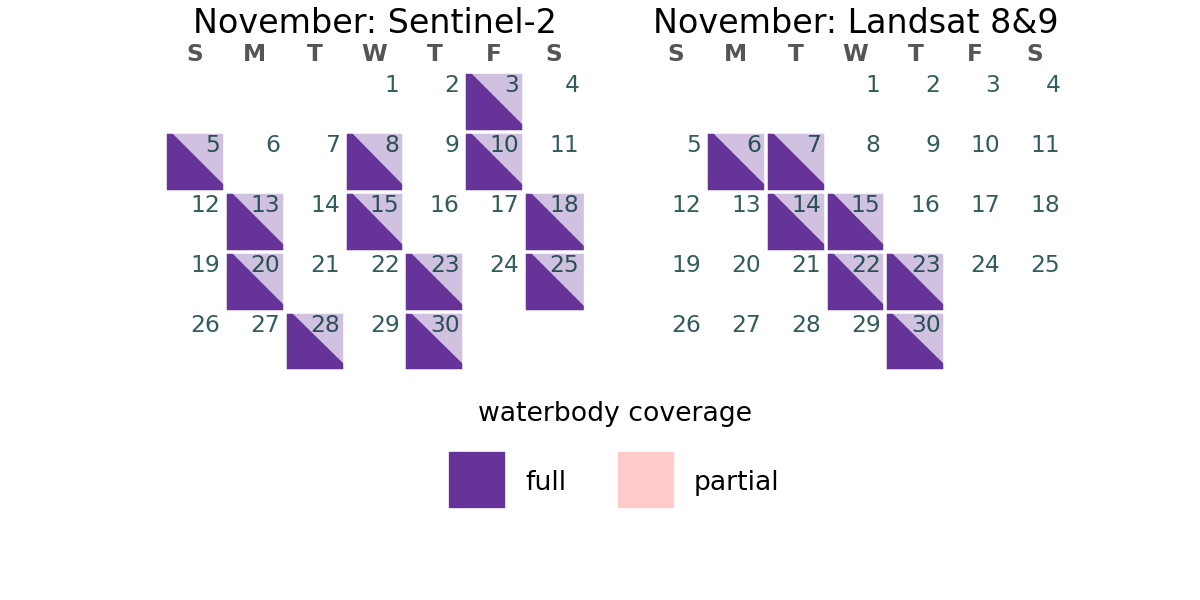 November: Sentinel-2
S M T W T F S
1 2 3 4
5 6 7 8 9 10 11
12 13 14 15 16 17 18
19 20 21 22 23 24 25
26 27 28 29 30
November: Landsat 8&9
S M T W T F S
1 2 3 4
5 6 7 8 9 10 11
12 13 14 15 16 17 18
19 20 21 22 23 24 25
26 27 28 29 30
waterbody coverage
full partial